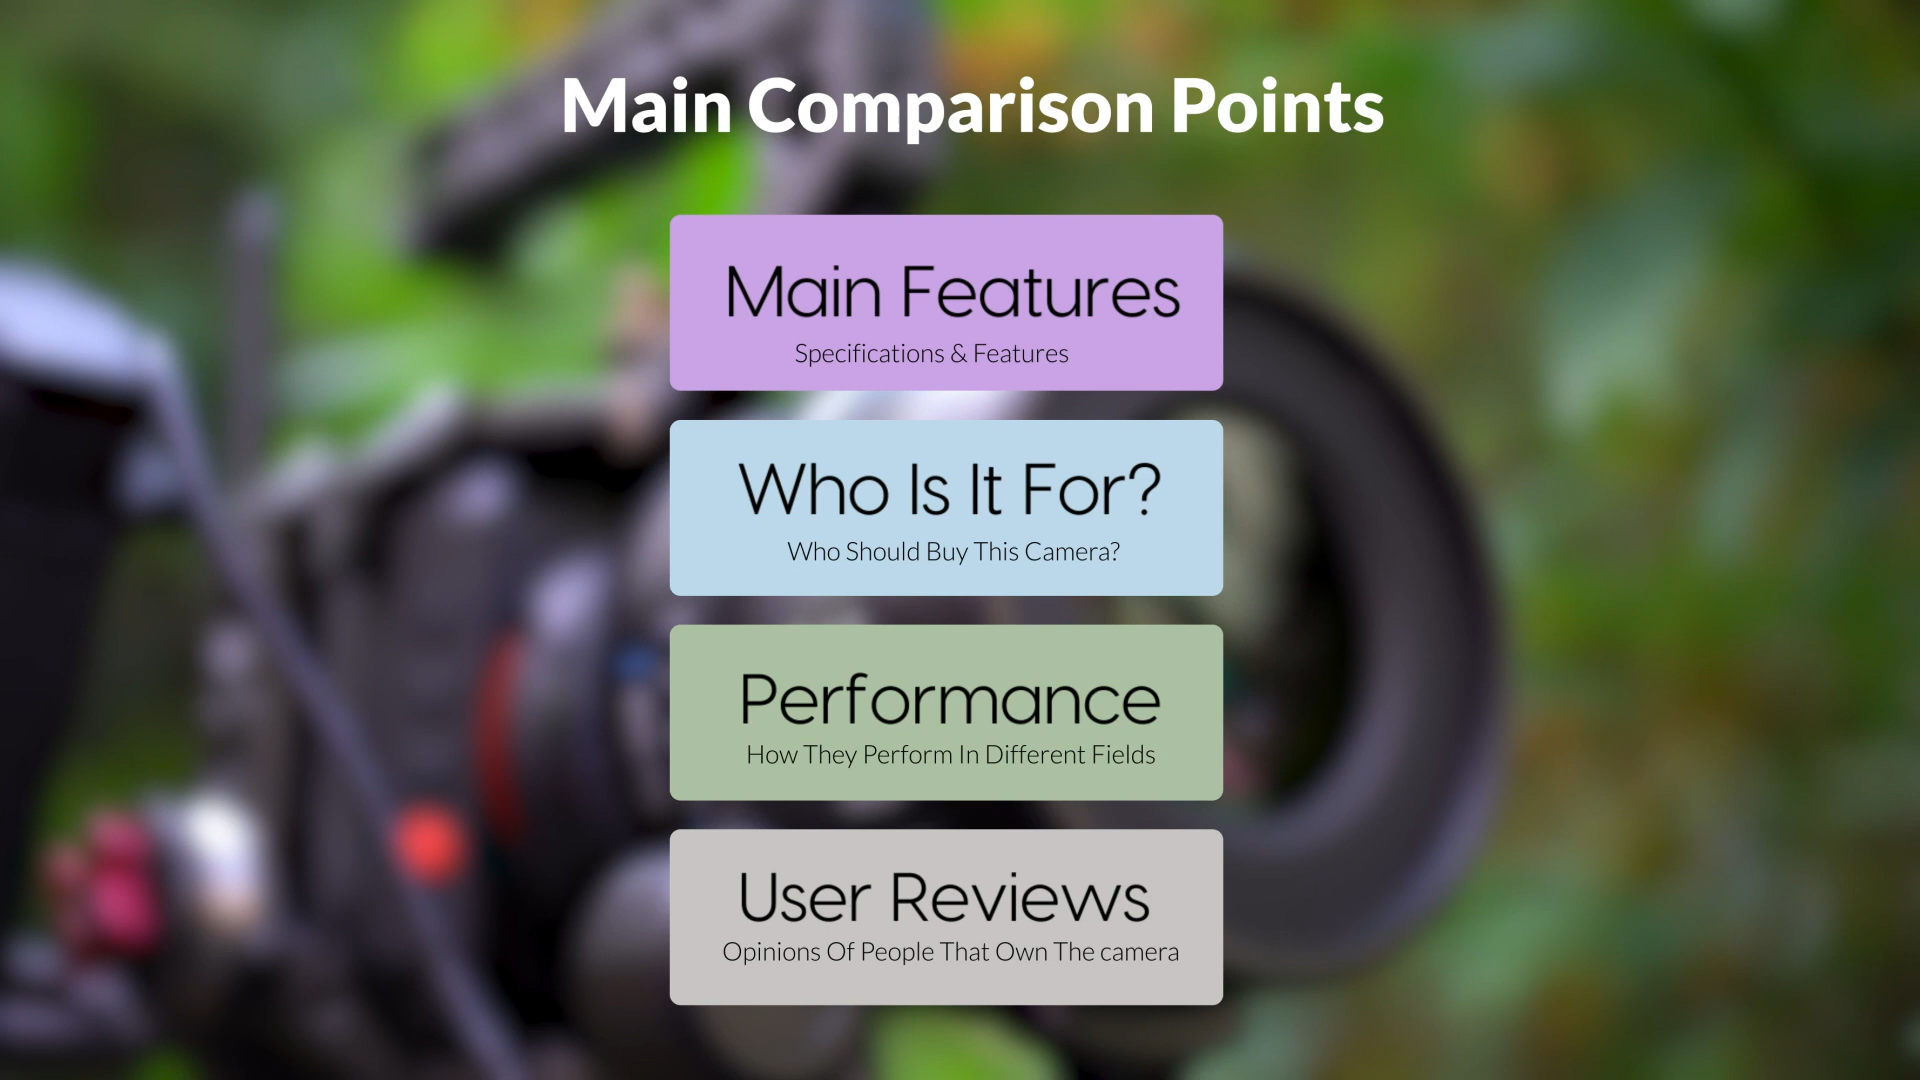 Main Comparison Points
Main Features
Specifications & Features
Who Is It For?
Who Should Buy This Camera?
Performance
How They Perform In Different Fields
User Reviews
Opinions Of People That Own The camera